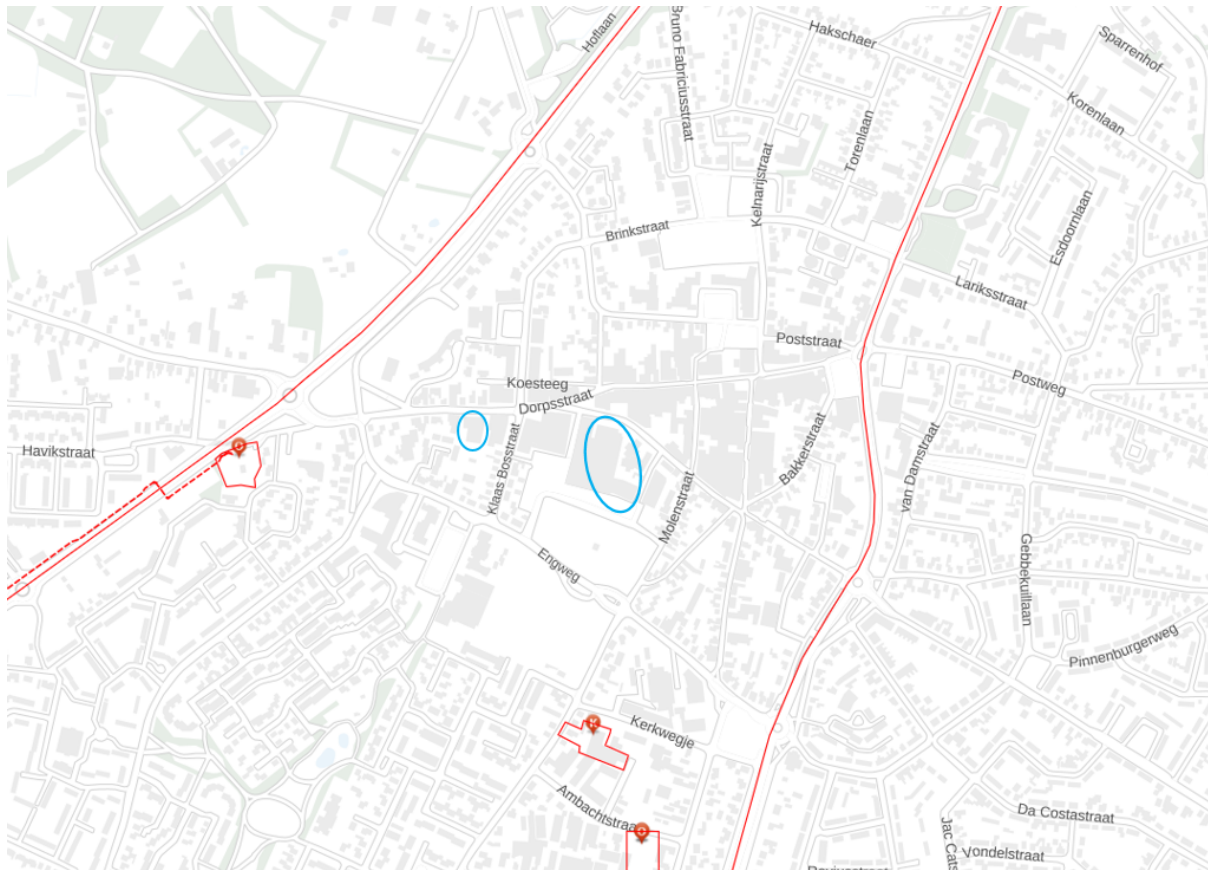 Hoflaan
Bruno Fabriciusstraat
Hakschaer
Sparrenhof
Korenlaan
Torenlaan
Kelnarijstraat
Esdoornlaan
Brinkstraat
Lariksstraat
Poststraat
Postweg
Koesteeg
Dorpsstraat
Havikstraat
Klaas Bosstraat
Bakkerstraat
van Damstraat
Molenstraat
Engweg
Gebbekuillaan
Pinnenburgerweg
K
Kerkwegje
Ambachtstraat
Da Costastraat
Jac Cats
Vondelstraat